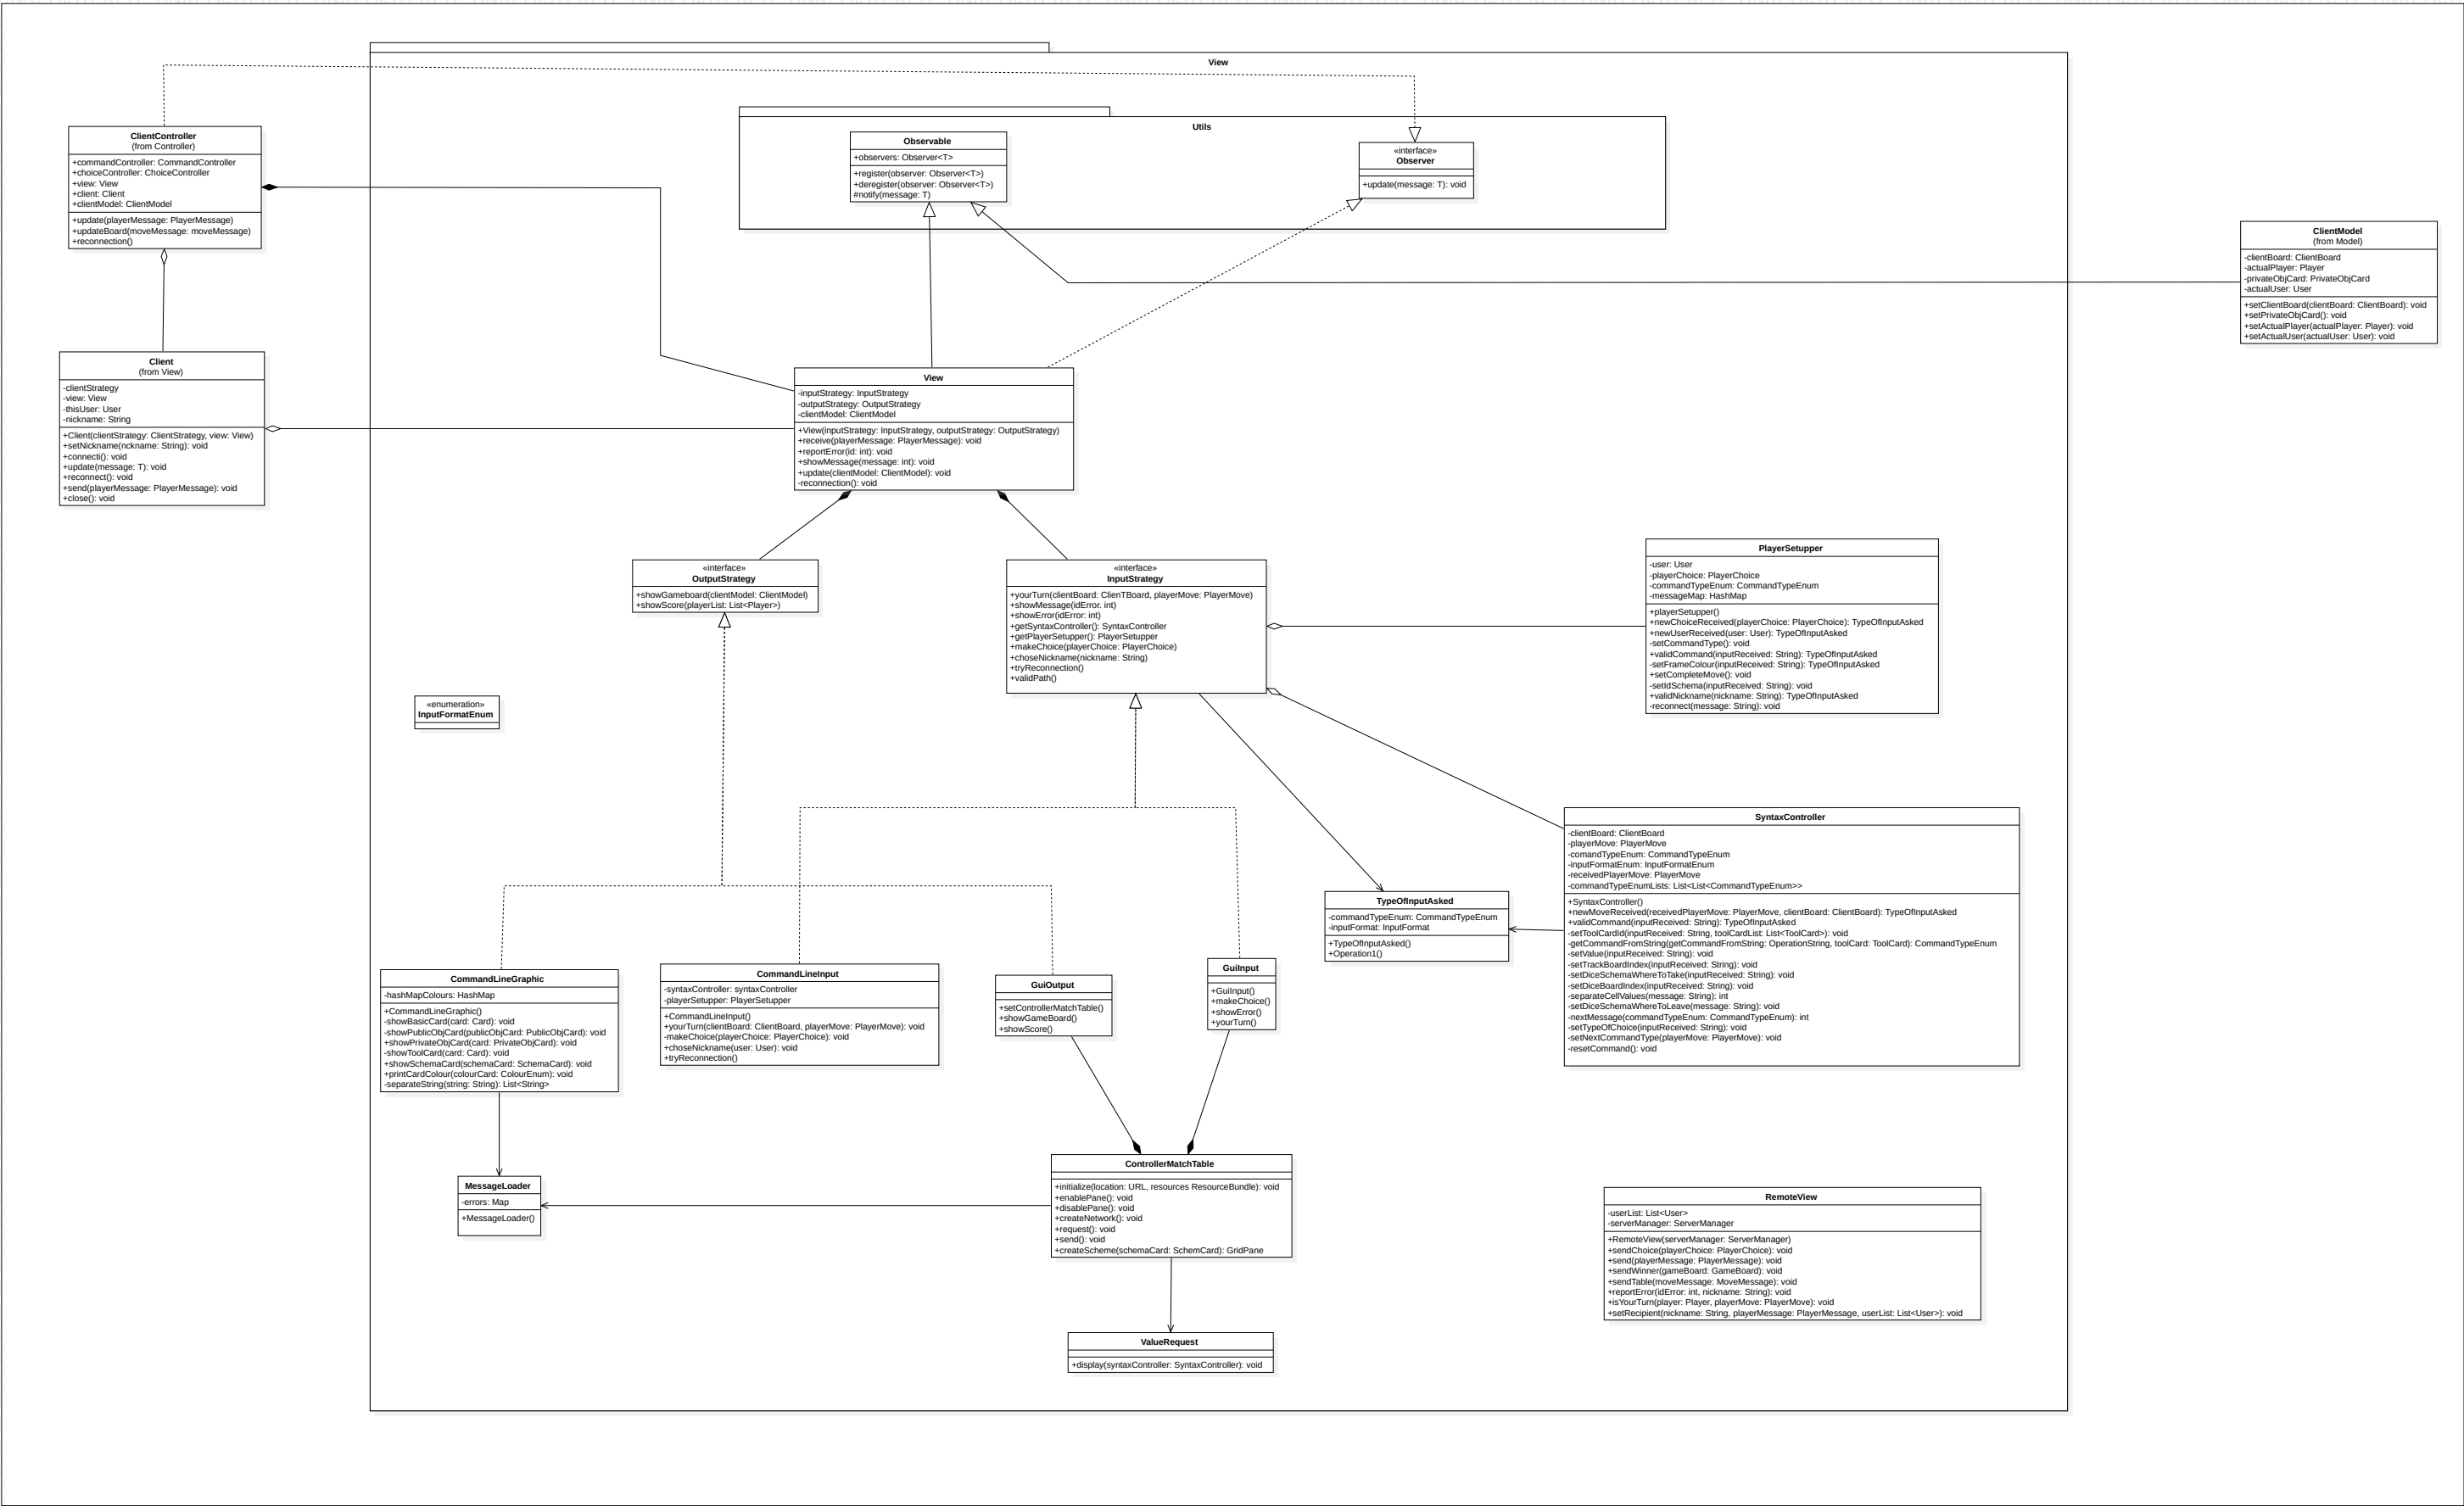 View
Utils
Observable
+observers: Observer<T>
+register(observer: Observer<T>)
+deregister(observer: Observer<T>)
#notify(message: T)
«interface»
Observer
+update(message: T): void
ClientController
(from Controller)
+commandController: CommandController
+choiceController: ChoiceController
+view: View
+client: Client
+clientModel: ClientModel
+update(playerMessage: PlayerMessage)
+updateBoard(moveMessage: moveMessage)
+reconnection()
ClientModel
(from Model)
-clientBoard: ClientBoard
-actualPlayer: Player
-privateObjCard: PrivateObjCard
-actualUser: User
+setClientBoard(clientBoard: ClientBoard): void
+setPrivateObjCard(): void
+setActualPlayer(actualPlayer: Player): void
+setActualUser(actualUser: User): void
Client
(from View)
-clientStrategy
-view: View
-thisUser: User
-nickname: String
+Client(clientStrategy: ClientStrategy, view: View)
+setNickname(nckname: String): void
+connecti(): void
+update(message: T): void
+reconnect(): void
+send(playerMessage: PlayerMessage): void
+close(): void
View
-inputStrategy: InputStrategy
-outputStrategy: OutputStrategy
-clientModel: ClientModel
+View(inputStrategy: InputStrategy, outputStrategy: OutputStrategy)
+receive(playerMessage: PlayerMessage): void
+reportError(id: int): void
+showMessage(message: int): void
+update(clientModel: ClientModel): void
-reconnection(): void
«interface»
OutputStrategy
+showGameboard(clientModel: ClientModel)
+showScore(playerList: List<Player>)
«interface»
InputStrategy
+yourTurn(clientBoard: ClienTBoard, playerMove: PlayerMove)
+showMessage(idError. int)
+showError(idError: int)
+getSyntaxController(): SyntaxController
+getPlayerSetupper(): PlayerSetupper
+makeChoice(playerChoice: PlayerChoice)
+choseNickname(nickname: String)
+tryReconnection()
+validPath()
PlayerSetupper
-user: User
-playerChoice: PlayerChoice
-commandTypeEnum: CommandTypeEnum
-messageMap: HashMap
+playerSetupper()
+newChoiceReceived(playerChoice: PlayerChoice): TypeOfInputAsked
+newUserReceived(user: User): TypeOfInputAsked
-setCommandType(): void
+validCommand(inputReceived: String): TypeOfInputAsked
-setFrameColour(inputReceived: String): TypeOfInputAsked
+setCompleteMove(): void
-setIdSchema(inputReceived: String): void
+validNickname(nickname: String): TypeOfInputAsked
-reconnect(message: String): void
«enumeration»
InputFormatEnum
SyntaxController
-clientBoard: ClientBoard
-playerMove: PlayerMove
-comandTypeEnum: CommandTypeEnum
-inputFormatEnum: InputFormatEnum
-receivedPlayerMove: PlayerMove
-commandTypeEnumLists: List<List<CommandTypeEnum>>
+SyntaxController()
+newMoveReceived(receivedPlayerMove: PlayerMove, clientBoard: ClientBoard): TypeOfInputAsked
+validCommand(inputReceived: String): TypeOfInputAsked
-setToolCardId(inputReceived: String, toolCardList: List<ToolCard>): void
-getCommandFromString(getCommandFromString: OperationString, toolCard: ToolCard): CommandTypeEnum
-setValue(inputReceived: String): void
-setTrackBoardIndex(inputReceived: String): void
-setDiceSchemaWhereToTake(inputReceived: String): void
-setDiceBoardIndex(inputReceived: String): void
-separateCellValues(message: String): int
-setDiceSchemaWhereToLeave(message: String): void
-nextMessage(commandTypeEnum: CommandTypeEnum): int
-setTypeOfChoice(inputReceived: String): void
-setNextCommandType(playerMove: PlayerMove): void
-resetCommand(): void
TypeOfInputAsked
-commandTypeEnum: CommandTypeEnum
-inputFormat: InputFormat
+TypeOfInputAsked()
+Operation1()
CommandLineGraphic
-hashMapColours: HashMap
+CommandLineGraphic()
-showBasicCard(card: Card): void
-showPublicObjCard(publicObjCard: PublicObjCard): void
+showPrivateObjCard(card: PrivateObjCard): void
-showToolCard(card: Card): void
+showSchemaCard(schemaCard: SchemaCard): void
+printCardColour(colourCard: ColourEnum): void
-separateString(string: String): List<String>
CommandLineInput
-syntaxController: syntaxController
-playerSetupper: PlayerSetupper
+CommandLineInput()
+yourTurn(clientBoard: ClientBoard, playerMove: PlayerMove): void
-makeChoice(playerChoice: PlayerChoice): void
+choseNickname(user: User): void
+tryReconnection()
GuiOutput
+setControllerMatchTable()
+showGameBoard()
+showScore()
GuiInput
+GuiInput()
+makeChoice()
+showError()
+yourTurn()
MessageLoader
-errors: Map
+MessageLoader()
ControllerMatchTable
+initialize(location: URL, resources ResourceBundle): void
+enablePane(): void
+disablePane(): void
+createNetwork(): void
+request(): void
+send(): void
+createScheme(schemaCard: SchemCard): GridPane
RemoteView
-userList: List<User>
-serverManager: ServerManager
+RemoteView(serverManager: ServerManager)
+sendChoice(playerChoice: PlayerChoice): void
+send(playerMessage: PlayerMessage): void
+sendWinner(gameBoard: GameBoard): void
+sendTable(moveMessage: MoveMessage): void
+reportError(idError: int, nickname: String): void
+isYourTurn(player: Player, playerMove: PlayerMove): void
+setRecipient(nickname: String, playerMessage: PlayerMessage, userList: List<User>): void
ValueRequest
+display(syntaxController: SyntaxController): void